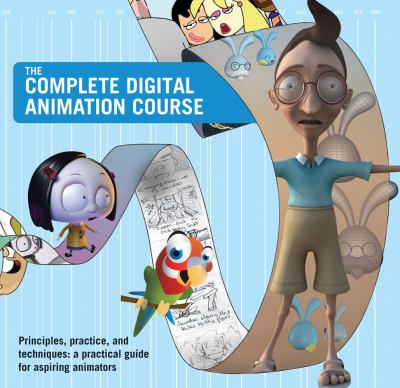 THE
COMPLETE DIGITAL
ANIMATION COURSE
Principles, practice, and
techniques: a practical guide
for aspiring animators